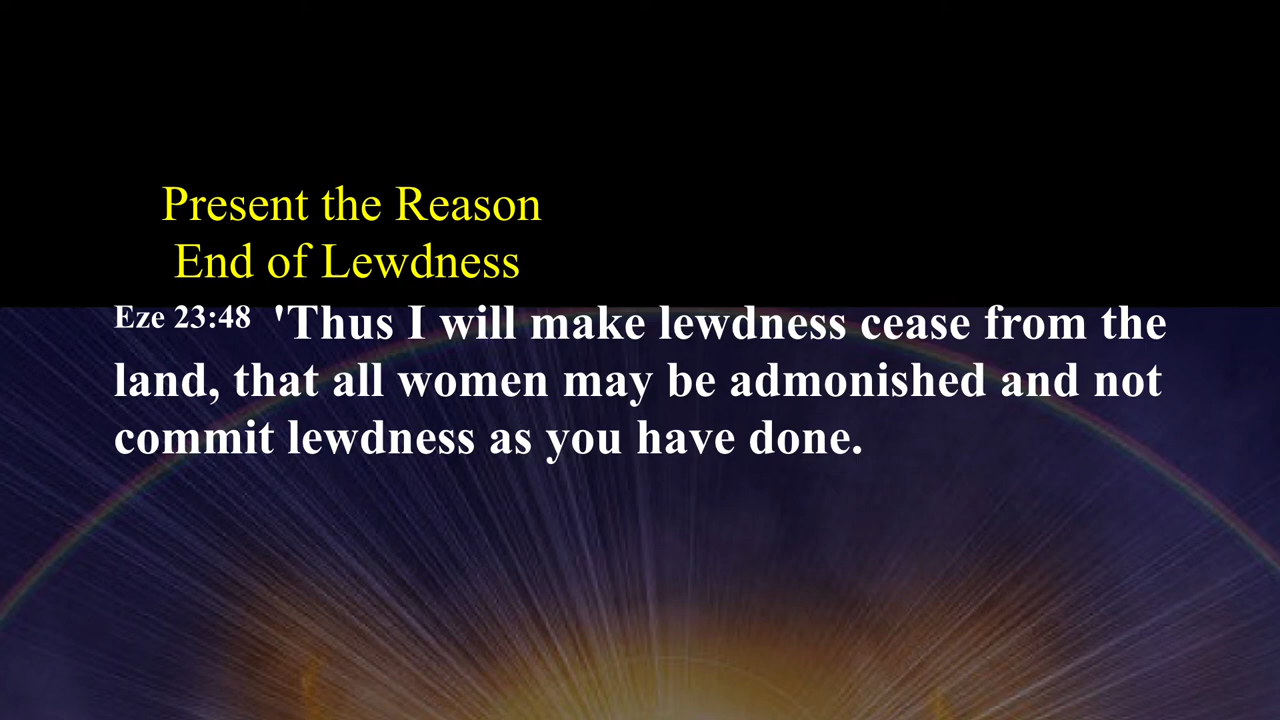 Present the Reason
End of Lewdness
Eze 23:48 'Thus I will make lewdness cease from the
land, that all women may be admonished and not
commit lewdness as you have done.